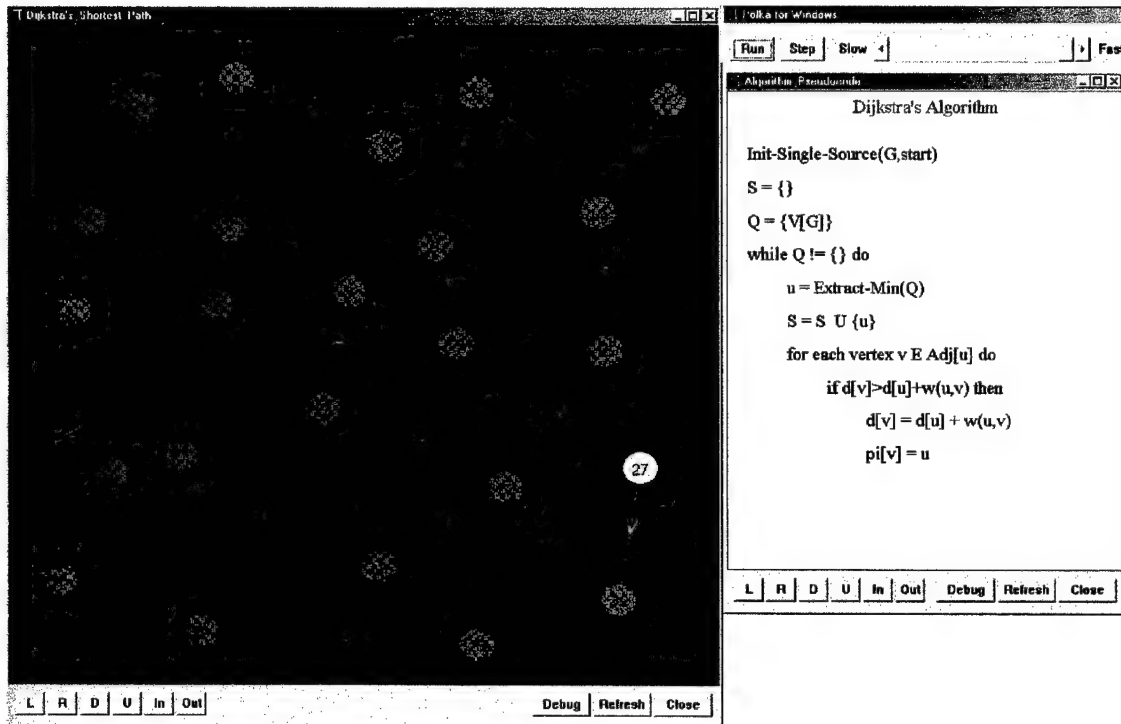 Dijkstra's Shortest Path
27
L R D U In Out Debug Refresh Close
Polka for Windows
Run Step Slow Fast
Algorithm Pseudocode
Dijkstra's Algorithm
Init-Single-Source(G,start)
S = {}
Q = {V[G]}
while Q != {} do
u = Extract-Min(Q)
S = S U {u}
for each vertex v E Adj[u] do
if d[v]>d[u]+w(u,v) then
d[v] = d[u] + w(u,v)
pi[v] = u
L R D U In Out Debug Refresh Close